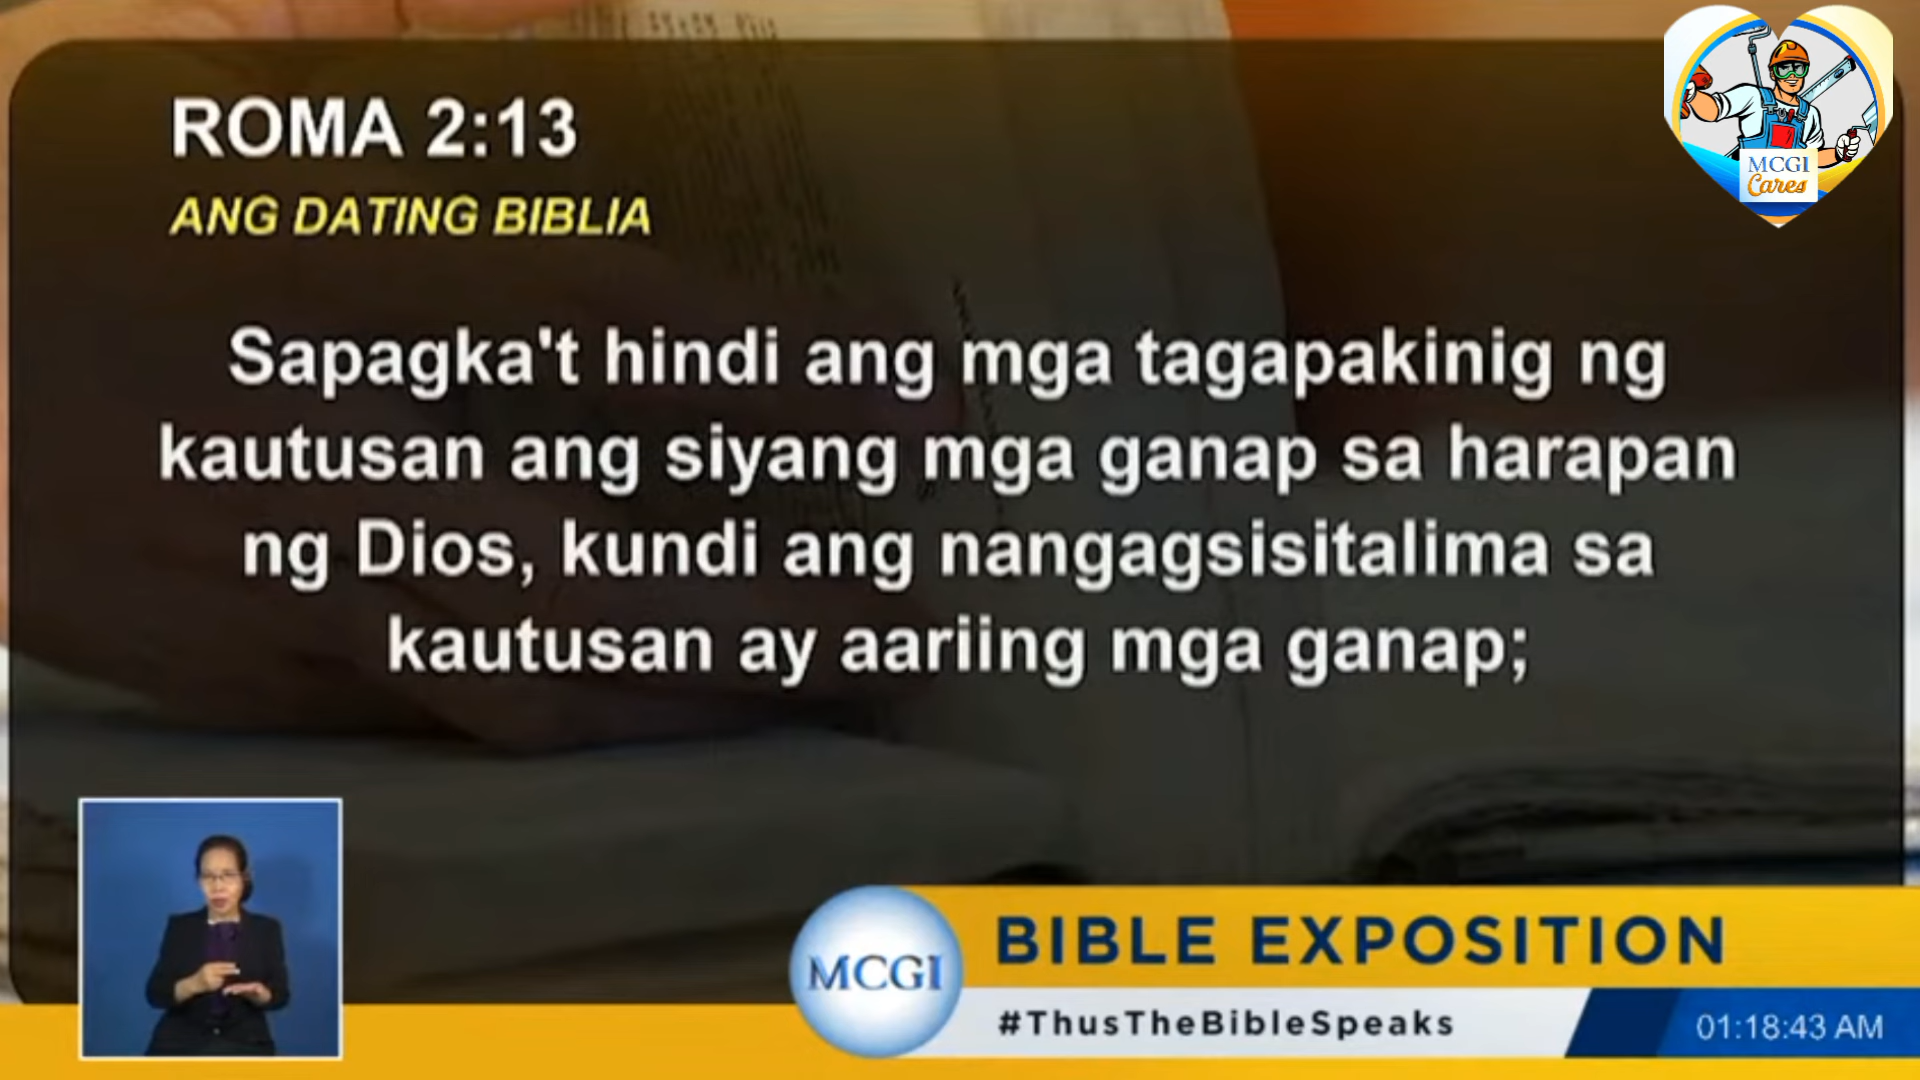 ROMA 2:13
ANG DATING BIBLIA
Sapagka't hindi ang mga tagapakinig ng
kautusan ang siyang mga ganap sa harapan
ng Dios, kundi ang nangagsisitalima sa
kautusan ay aariing mga ganap;
MCGI
Cares
MCGI
BIBLE EXPOSITION
#ThusTheBibleSpeaks
01:18:43 AM